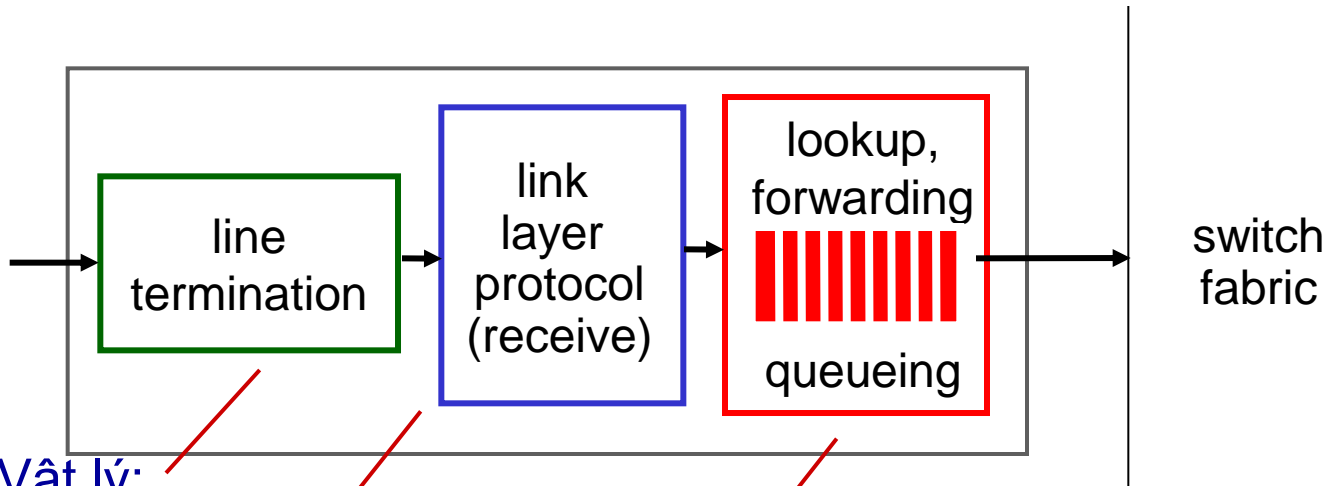 line
termination
link
layer
protocol
(receive)
lookup,
forwarding
queueing
switch
fabric
Vật lý: